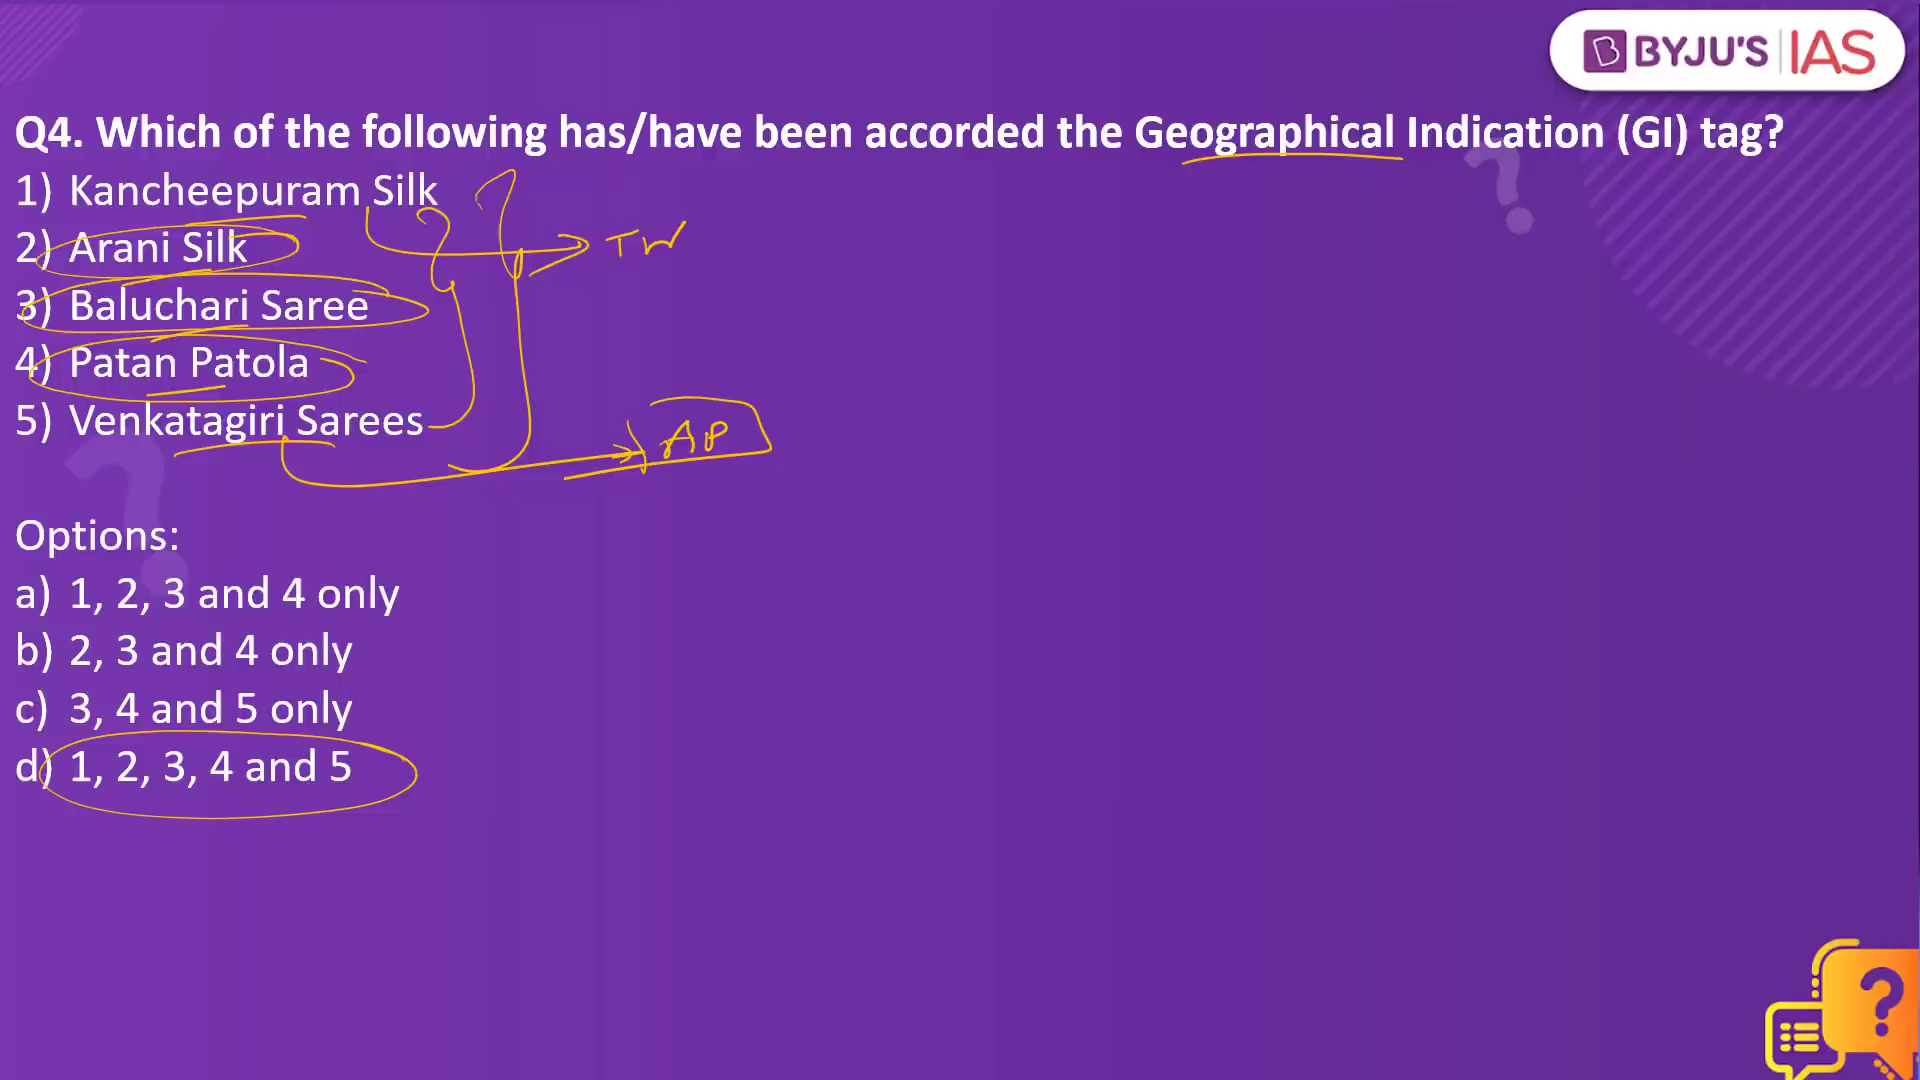 BYJU'S IAS
Q4. Which of the following has/have been accorded the Geographical Indication (GI) tag?
1) Kancheepuram Silk
2) Arani Silk
TN
3) Baluchari Saree
4) Patan Patola
5) Venkatagiri Sarees
AP
Options:
a) 1, 2, 3 and 4 only
b) 2, 3 and 4 only
c) 3, 4 and 5 only
d) 1, 2, 3, 4 and 5